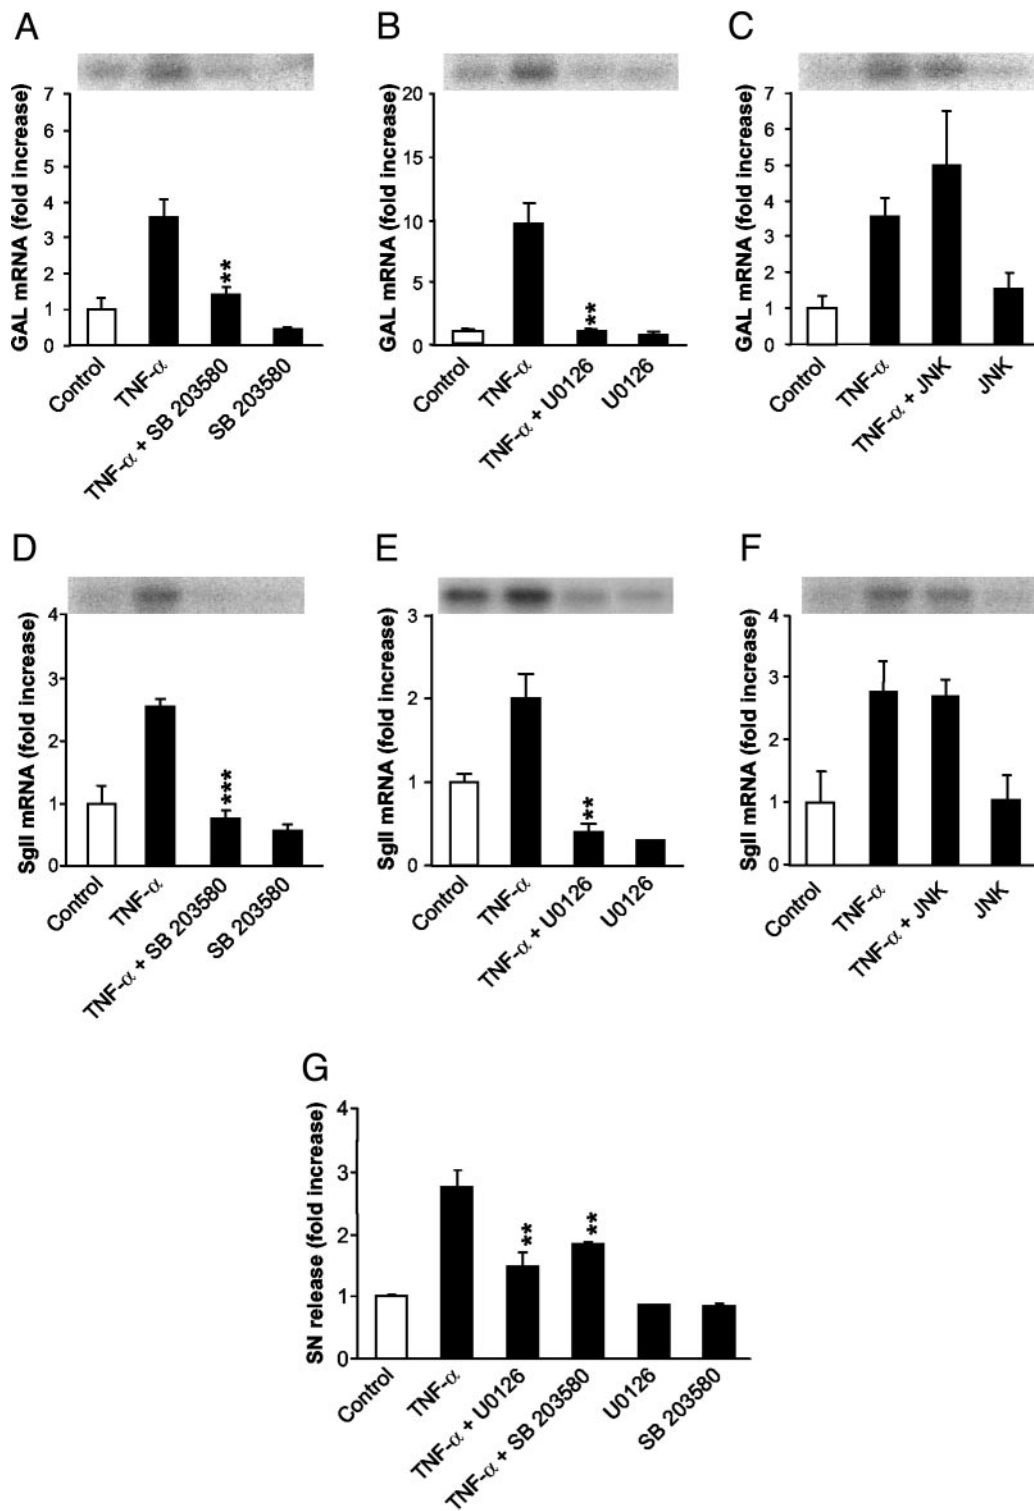 A
B
C
GAL mRNA (fold increase)
7
6
5
4
3
2
1
0
**
Control
TNF-α
TNF-α + SB 203580
SB 203580
GAL mRNA (fold increase)
20
15
10
5
0
**
Control
TNF-α
TNF-α + U0126
U0126
GAL mRNA (fold increase)
7
6
5
4
3
2
1
0
Control
TNF-α
TNF-α + JNK
JNK
D
E
F
SgII mRNA (fold increase)
4
3
2
1
0
***
Control
TNF-α
TNF-α + SB 203580
SB 203580
SgII mRNA (fold increase)
3
2
1
0
**
Control
TNF-α
TNF-α + U0126
U0126
SgII mRNA (fold increase)
4
3
2
1
0
Control
TNF-α
TNF-α + JNK
JNK
G
SN release (fold increase)
4
3
2
1
0
**
**
Control
TNF-α
TNF-α + U0126
TNF-α + SB 203580
U0126
SB 203580